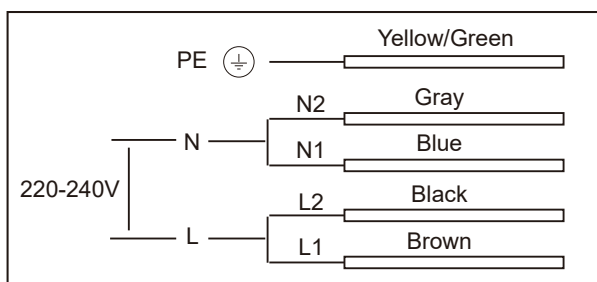 Yellow/Green
PE
N2 Gray
N
N1 Blue
220-240V
L2 Black
L
L1 Brown